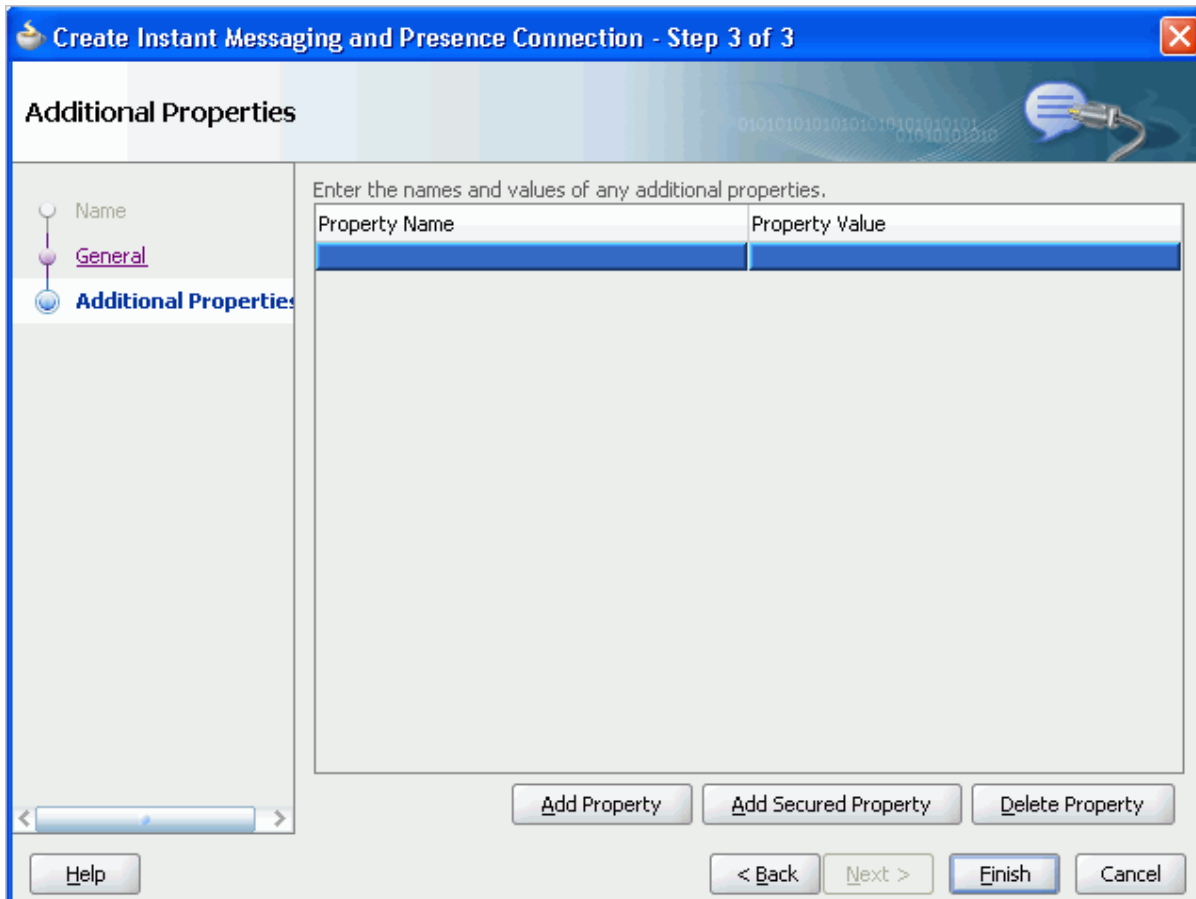 Create Instant Messaging and Presence Connection - Step 3 of 3
Additional Properties
Name
General
Additional Properties
Enter the names and values of any additional properties.
Property Name Property Value
Add Property Add Secured Property Delete Property
Help < Back Next > Finish Cancel